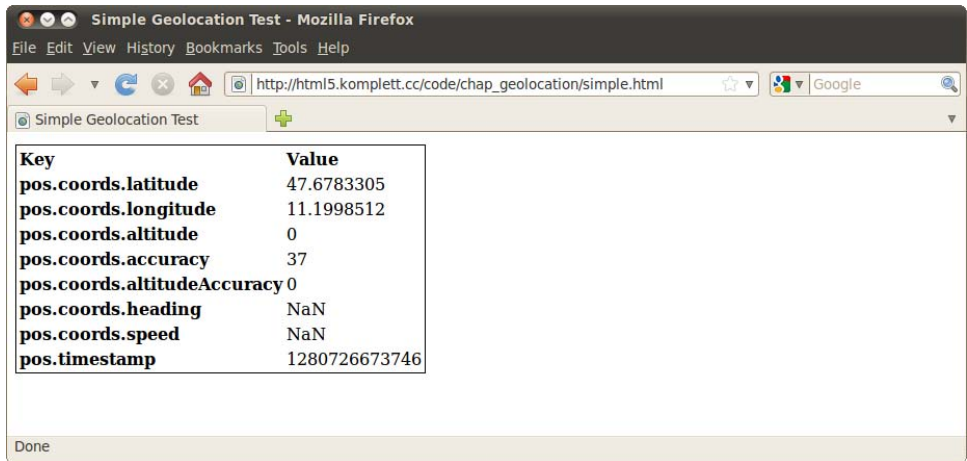 Simple Geolocation Test - Mozilla Firefox
File Edit View History Bookmarks Tools Help
http://html5.komplett.cc/code/chap_geolocation/simple.html Google
Simple Geolocation Test
Key Value
pos.coords.latitude 47.6783305
pos.coords.longitude 11.1998512
pos.coords.altitude 0
pos.coords.accuracy 37
pos.coords.altitudeAccuracy 0
pos.coords.heading NaN
pos.coords.speed NaN
pos.timestamp 1280726673746
Done